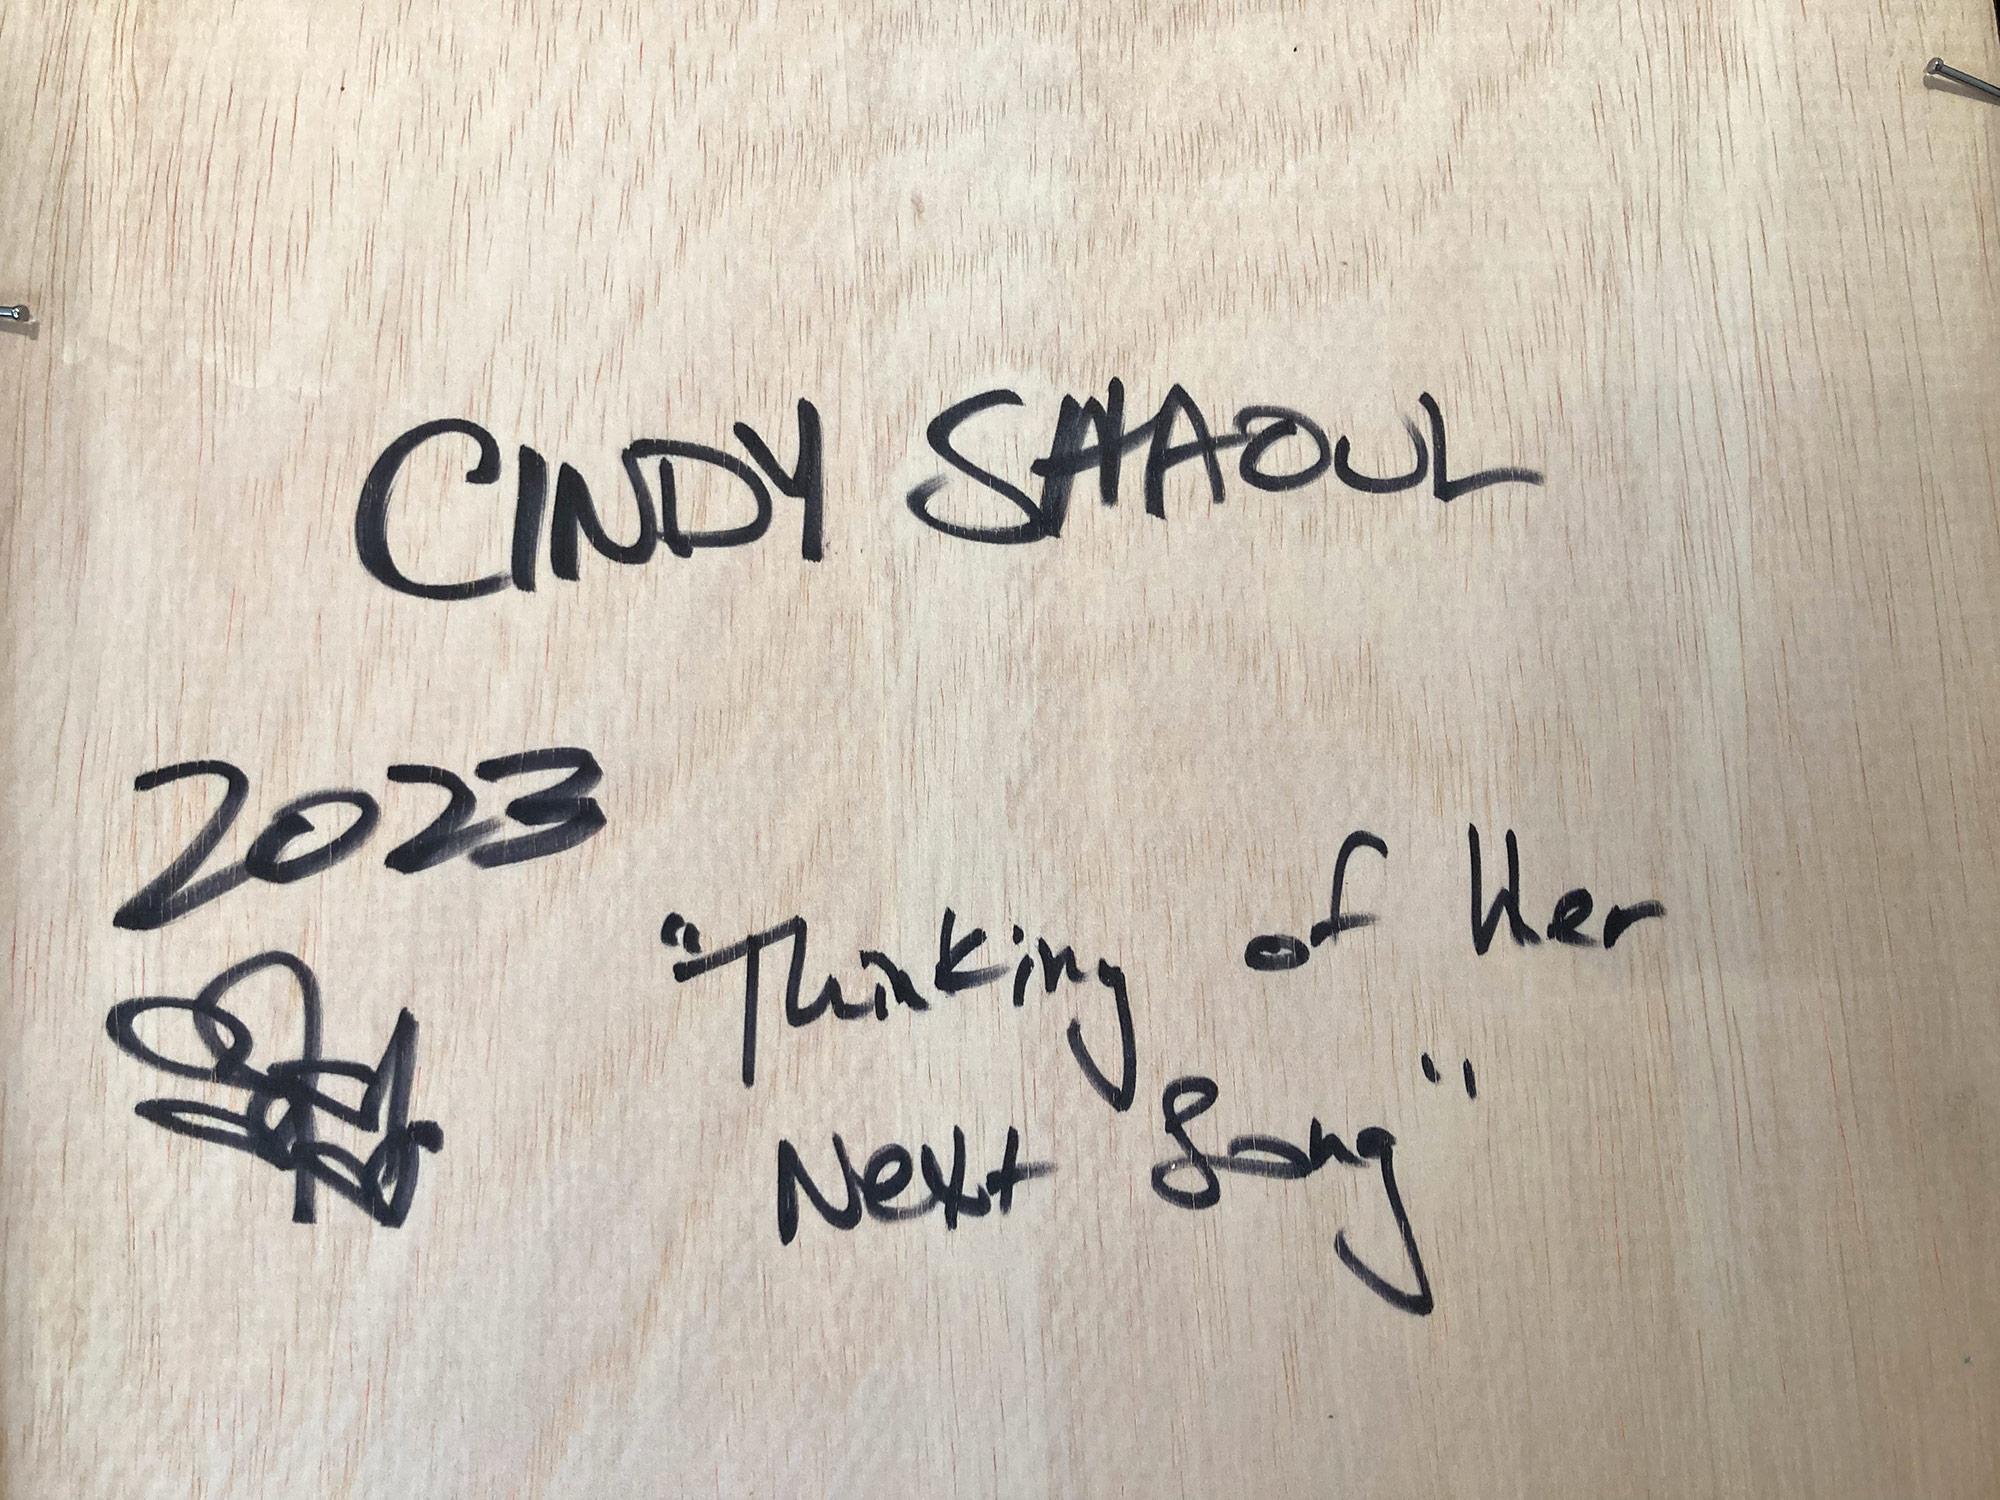 CINDY SHAOUL
2023
"Thinking of Her
Next Song"